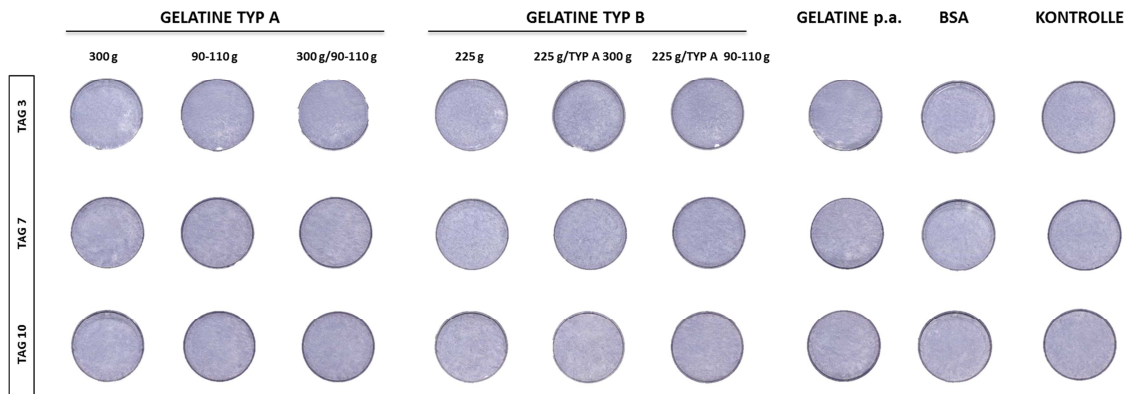 GELATINE TYP A GELATINE TYP B GELATINE p.a. BSA KONTROLLE
300 g 90-110 g 300 g/90-110 g 225 g 225 g/TYP A 300 g 225 g/TYP A 90-110 g
TAG 3
TAG 7
TAG 10